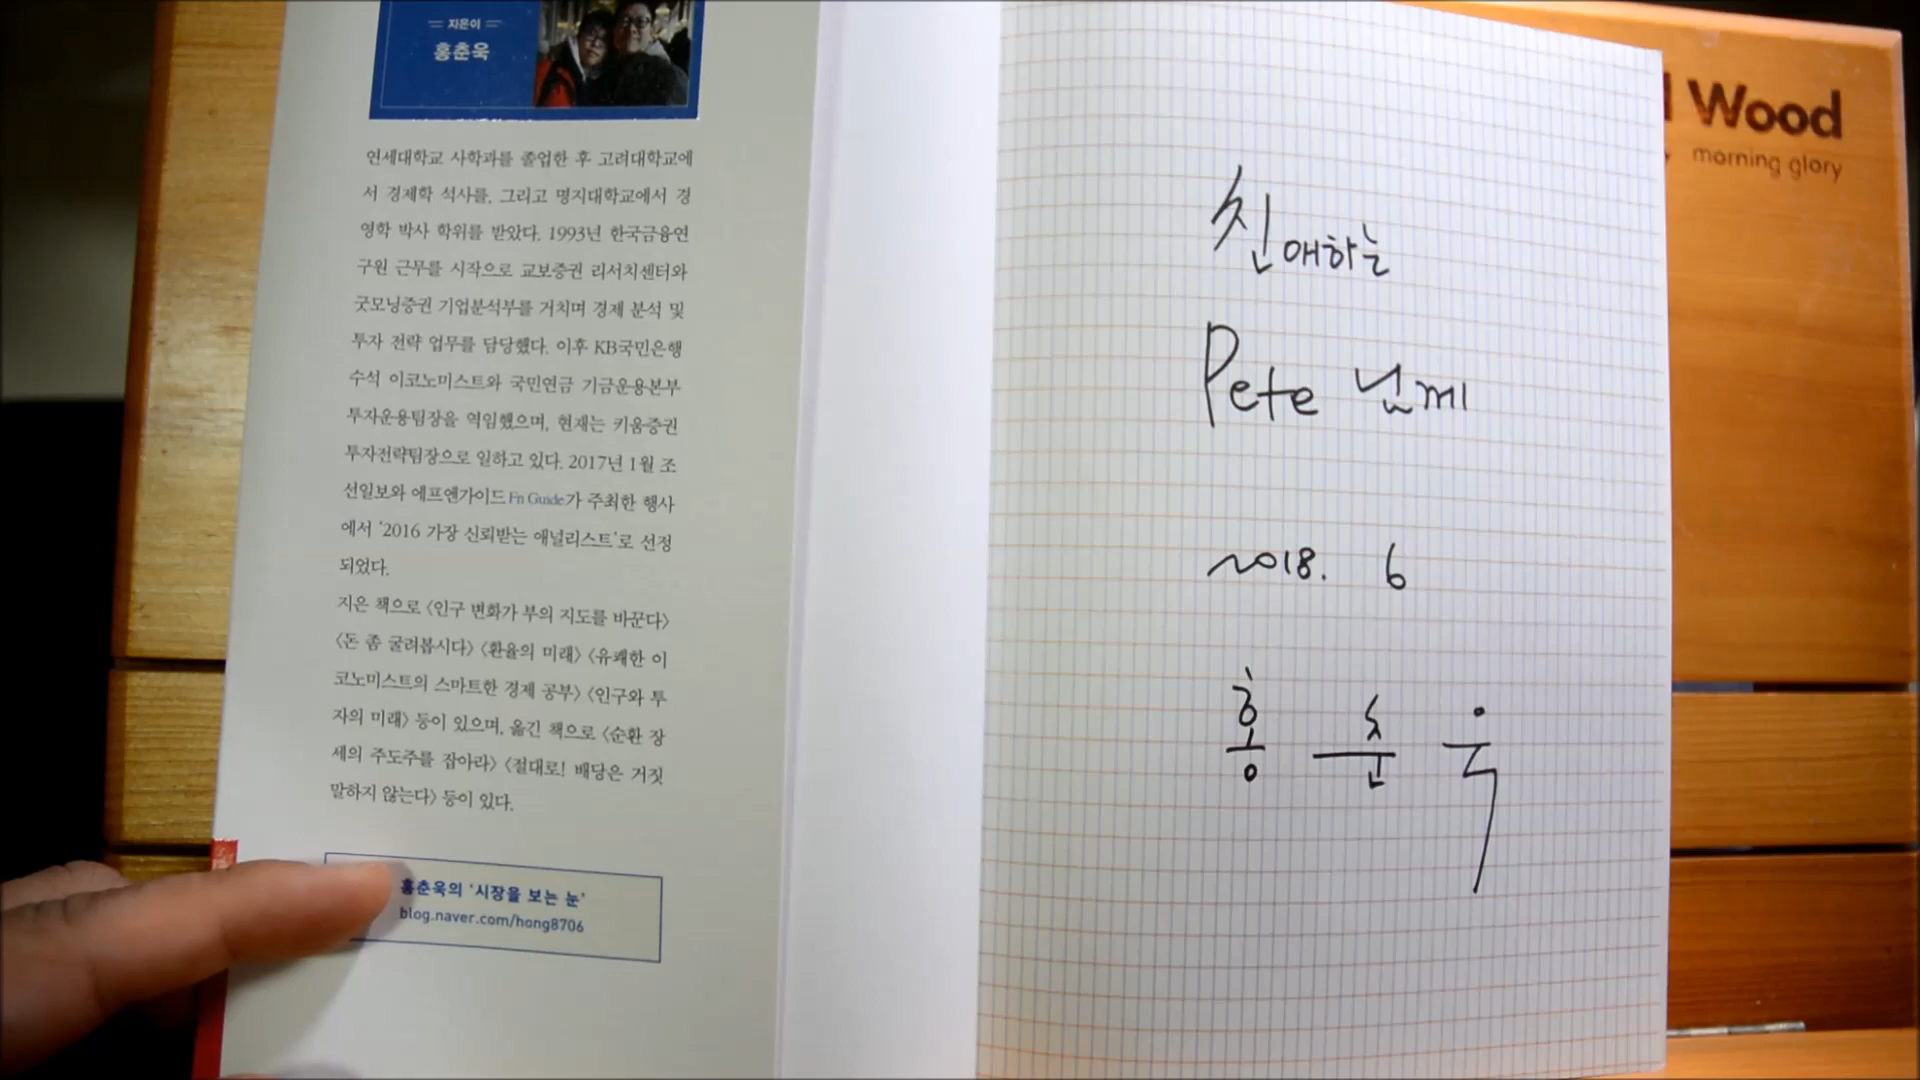 지은이
홍춘욱
연세대학교 사학과를 졸업한 후 고려대학교에
서 경제학 석사를, 그리고 명지대학교에서 경
영학 박사 학위를 받았다. 1993년 한국금융연
구원 근무를 시작으로 교보증권 리서치센터와
굿모닝증권 기업분석부를 거치며 경제 분석 및
투자 전략 업무를 담당했다. 이후 KB국민은행
수석 이코노미스트와 국민연금 기금운용본부
투자운용팀장을 역임했으며, 현재는 키움증권
투자전략팀장으로 일하고 있다. 2017년 1월 조
선일보와 에프엔가이드Fn Guide가 주최한 행사
에서 '2016 가장 신뢰받는 애널리스트'로 선정
되었다.
지은 책으로 〈인구 변화가 부의 지도를 바꾼다〉
〈돈 좀 굴려봅시다〉 〈환율의 미래〉 〈유쾌한 이
코노미스트의 스마트한 경제 공부〉 〈인구와 투
자의 미래〉 등이 있으며, 옮긴 책으로 〈순환 장
세의 주도주를 잡아라〉 〈절대로! 배당은 거짓
말하지 않는다〉 등이 있다.
홍춘욱의 '시장을 보는 눈'
blog.naver.com/hong8706
친애하는
Pete 님께
2018. 6
홍 춘 욱
Wood
morning glory